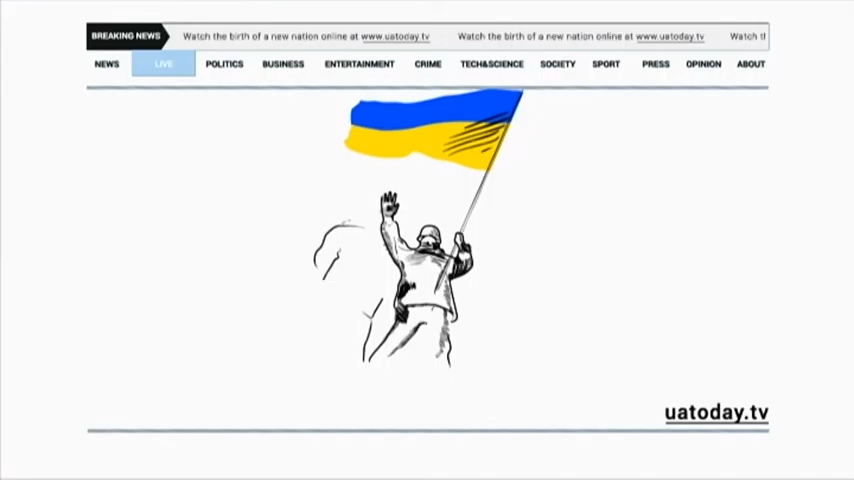 BREAKING NEWS Watch the birth of a new nation online at www.uatoday.tv Watch the birth of a new nation online at www.uatoday.tv Watch
NEWS LIVE POLITICS BUSINESS ENTERTAINMENT CRIME TECH&SCIENCE SOCIETY SPORT PRESS OPINION ABOUT
uatoday.tv